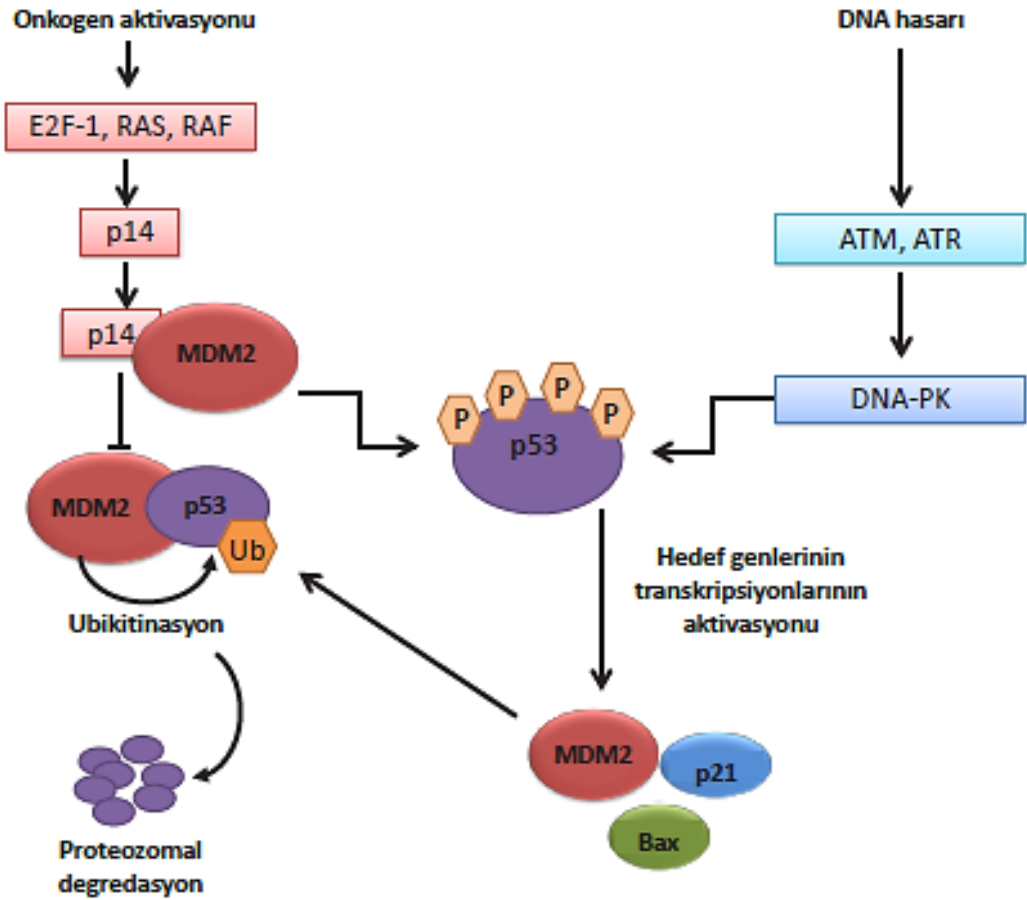 Onkogen aktivasyonu
DNA hasarı
E2F-1, RAS, RAF
p14
ATM, ATR
p14
MDM2
P
P
P
P
p53
DNA-PK
MDM2
p53
Ub
Ubikitinasyon
Hedef genlerinin
transkripsiyonlarının
aktivasyonu
MDM2
p21
Bax
Proteozomal
degredasyon